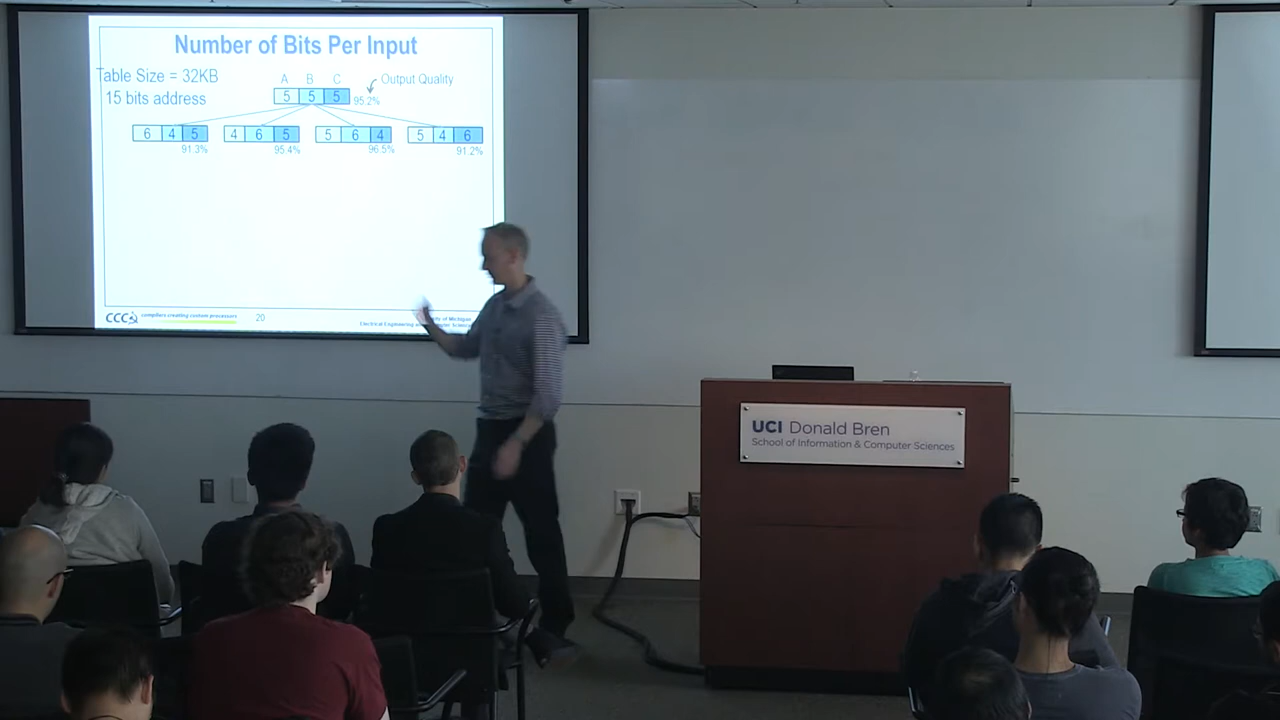 Number of Bits Per Input
Table Size = 32KB
15 bits address
A B C
Output Quality
5 5 5
95.2%
6 4 5
4 6 5
5 6 4
5 4 6
91.3%
95.4%
96.5%
91.2%
CCC
compilers creating custom processors
20
of Michigan
Electrical Engineering
UCI Donald Bren
School of Information & Computer Sciences